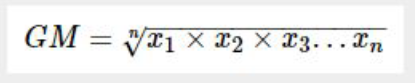 GM = ⁿ√x₁ × x₂ × x₃...xₙ